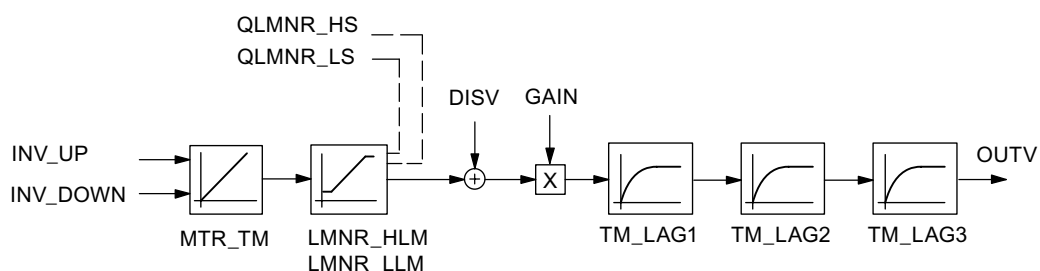 QLMNR_HS
QLMNR_LS
DISV
GAIN
INV_UP
INV_DOWN
OUTV
+
X
MTR_TM
LMNR_HLM
LMNR_LLM
TM_LAG1
TM_LAG2
TM_LAG3